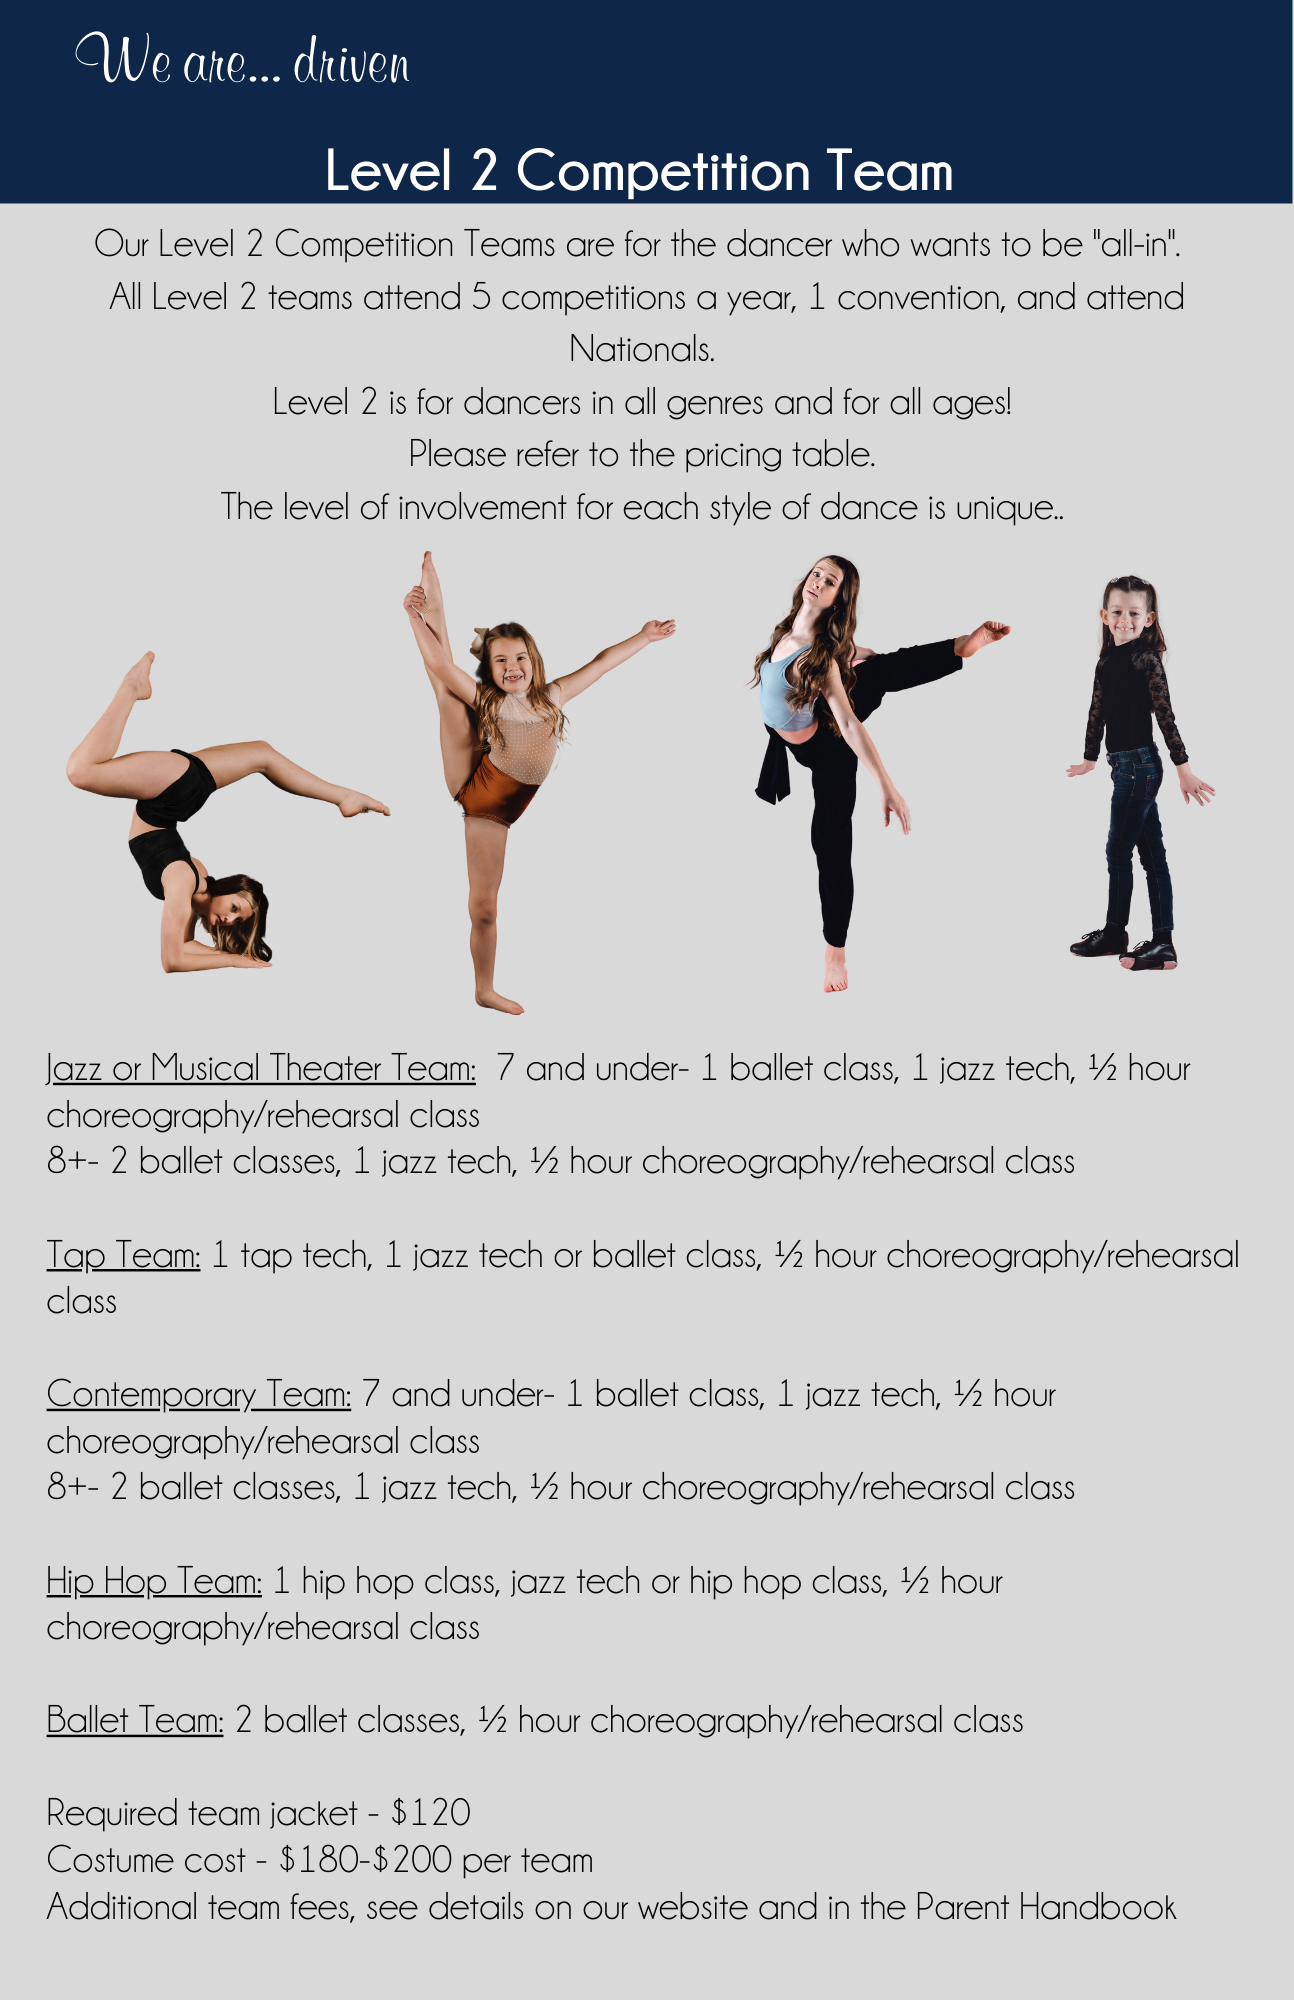 We are... driven
Level 2 Competition Team
Our Level 2 Competition Teams are for the dancer who wants to be "all-in".
All Level 2 teams attend 5 competitions a year, 1 convention, and attend
Nationals.
Level 2 is for dancers in all genres and for all ages!
Please refer to the pricing table.
The level of involvement for each style of dance is unique..
Jazz or Musical Theater Team:  7 and under- 1 ballet class, 1 jazz tech, ½ hour
choreography/rehearsal class
8+- 2 ballet classes, 1 jazz tech, ½ hour choreography/rehearsal class
Tap Team: 1 tap tech, 1 jazz tech or ballet class, ½ hour choreography/rehearsal
class
Contemporary Team: 7 and under- 1 ballet class, 1 jazz tech, ½ hour
choreography/rehearsal class
8+- 2 ballet classes, 1 jazz tech, ½ hour choreography/rehearsal class
Hip Hop Team: 1 hip hop class, jazz tech or hip hop class, ½ hour
choreography/rehearsal class
Ballet Team: 2 ballet classes, ½ hour choreography/rehearsal class
Required team jacket - $120
Costume cost - $180-$200 per team
Additional team fees, see details on our website and in the Parent Handbook